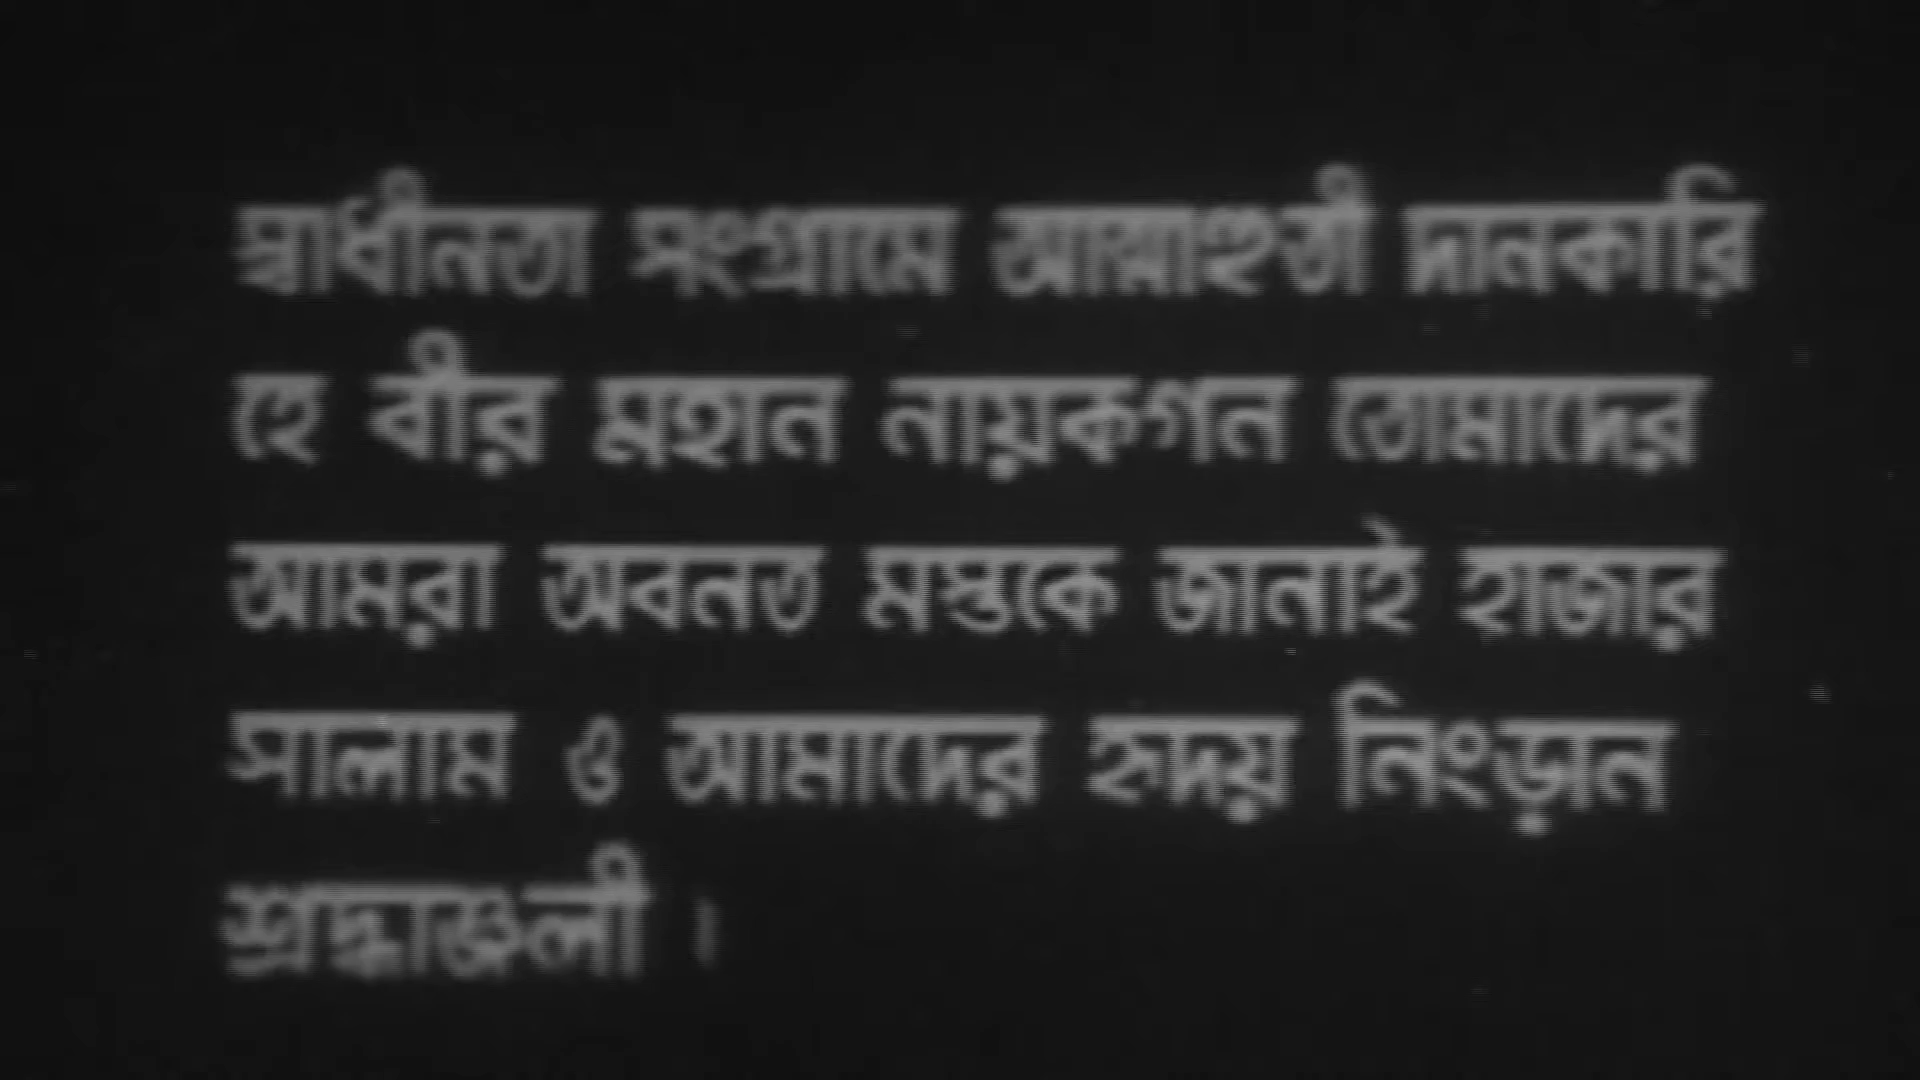 স্বাধীনতা সংগ্রামে আত্মাহুতী দানকারি
হে বীর মহান নায়কগন তোমাদের
আমরা অবনত মস্তকে জানাই হাজার
সালাম ও আমাদের হৃদয় নিংড়ান
শ্রদ্ধাঞ্জলী ।